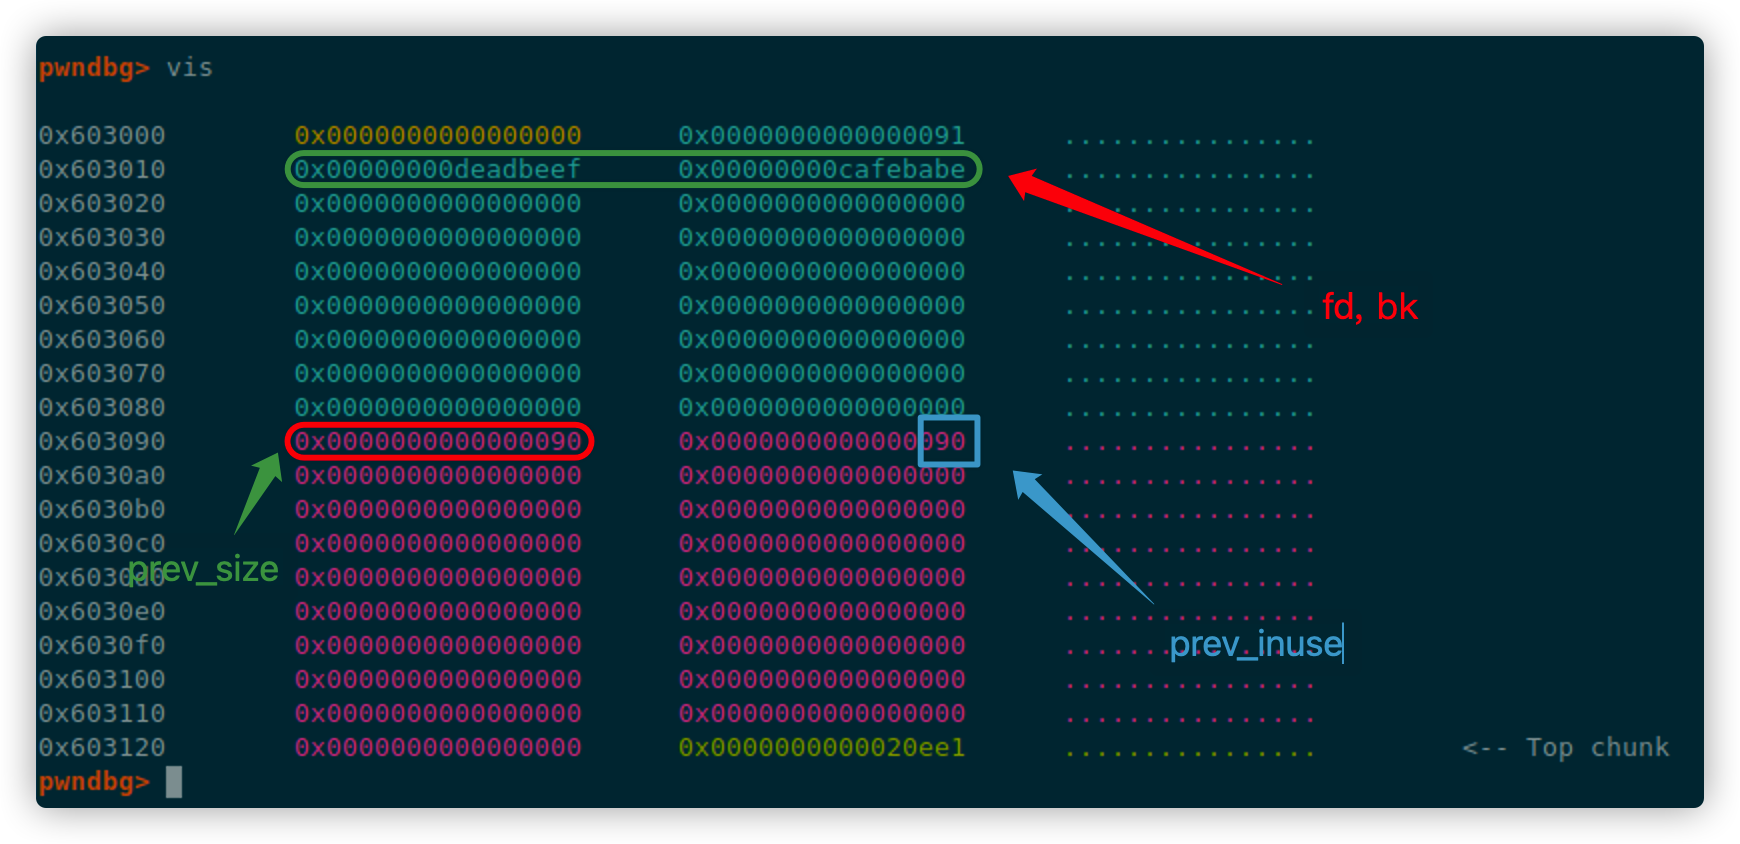 pwndbg> vis
0x603000 0x0000000000000000 0x0000000000000091 ................
0x603010 0x00000000deadbeef 0x00000000cafebabe ................
0x603020 0x0000000000000000 0x0000000000000000 ................
0x603030 0x0000000000000000 0x0000000000000000 ................
0x603040 0x0000000000000000 0x0000000000000000 ................
0x603050 0x0000000000000000 0x0000000000000000 ................
fd, bk
0x603060 0x0000000000000000 0x0000000000000000 ................
0x603070 0x0000000000000000 0x0000000000000000 ................
0x603080 0x0000000000000000 0x0000000000000000 ................
0x603090 0x0000000000000090 0x0000000000000090 ................
0x6030a0 0x0000000000000000 0x0000000000000000 ................
0x6030b0 0x0000000000000000 0x0000000000000000 ................
0x6030c0 0x0000000000000000 0x0000000000000000 ................
prev_size
0x6030d0 0x0000000000000000 0x0000000000000000 ................
0x6030e0 0x0000000000000000 0x0000000000000000 ................
0x6030f0 0x0000000000000000 0x0000000000000000 ................
prev_inuse
0x603100 0x0000000000000000 0x0000000000000000 ................
0x603110 0x0000000000000000 0x0000000000000000 ................
0x603120 0x0000000000000000 0x0000000000020ee1 ................ <-- Top chunk
pwndbg>